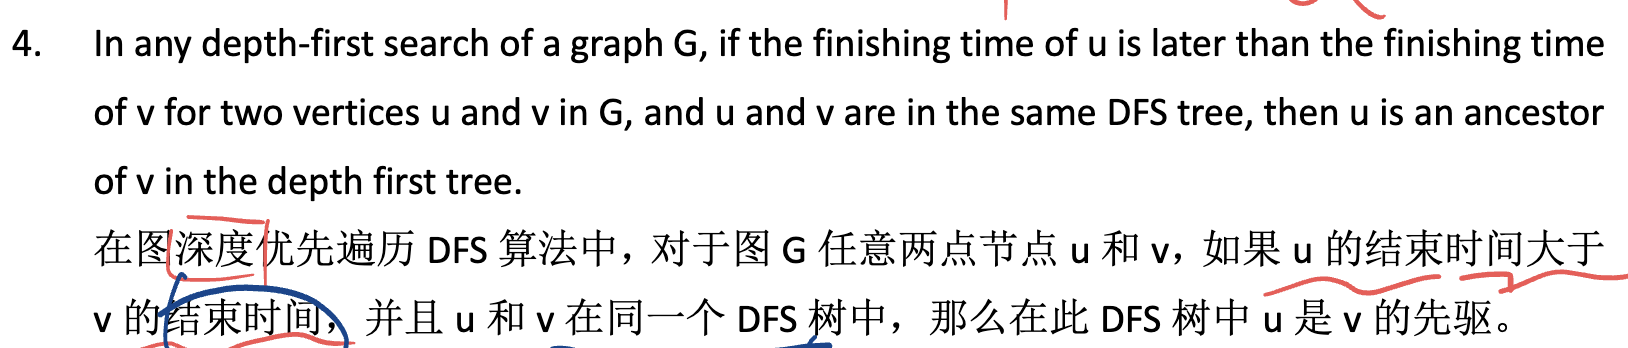 4. In any depth-first search of a graph G, if the finishing time of u is later than the finishing time
of v for two vertices u and v in G, and u and v are in the same DFS tree, then u is an ancestor
of v in the depth first tree.
在图深度优先遍历 DFS 算法中，对于图 G 任意两点节点 u 和 v，如果 u 的结束时间大于
v 的结束时间，并且 u 和 v 在同一个 DFS 树中，那么在此 DFS 树中 u 是 v 的先驱。